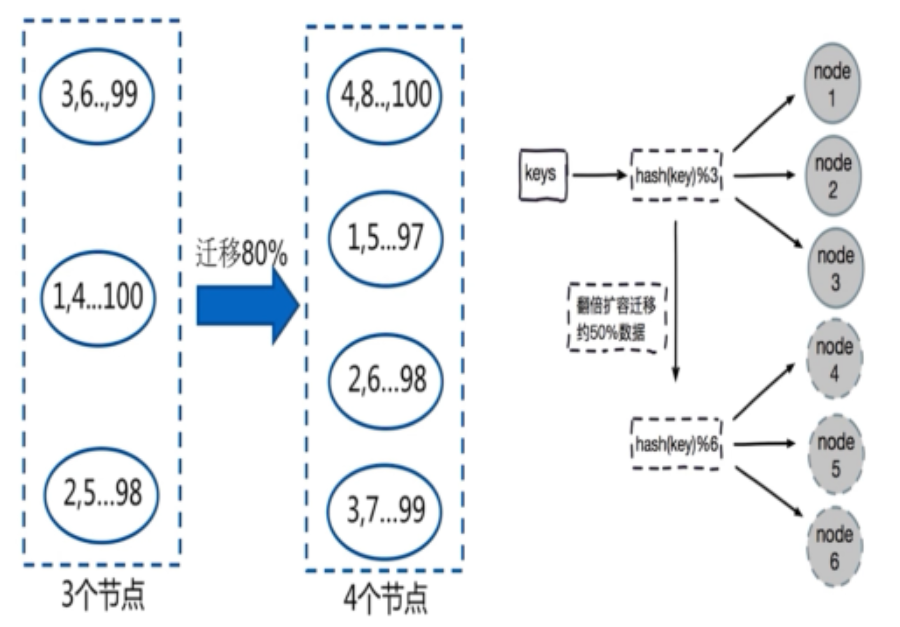 3,6..,99
1,4...100
2,5...98
3个节点
迁移80%
4,8..,100
1,5...97
2,6...98
3,7...99
4个节点
keys
hash(key)%3
node
1
node
2
node
3
翻倍扩容迁移
约50%数据
hash(key)%6
node
4
node
5
node
6